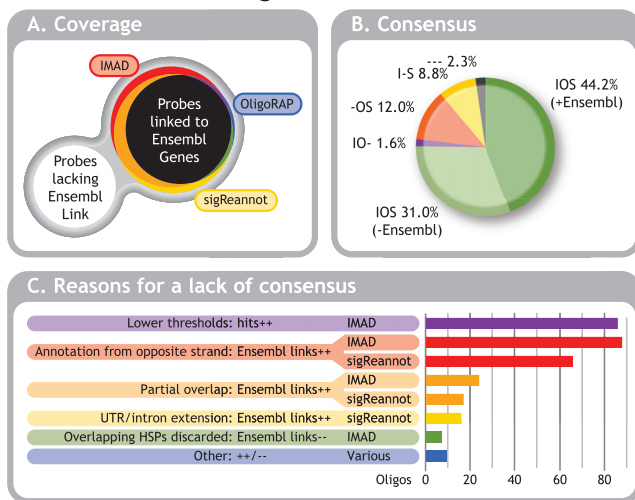 A. Coverage
IMAD
Probes
linked to
Ensembl
Genes
OligoRAP
Probes
lacking
Ensembl
Link
sigReannot
B. Consensus
--- 2.3%
I-S 8.8%
-OS 12.0%
IO- 1.6%
IOS 44.2%
(+Ensembl)
IOS 31.0%
(-Ensembl)
C. Reasons for a lack of consensus
Lower thresholds: hits++ IMAD
Annotation from opposite strand: Ensembl links++ IMAD
sigReannot
Partial overlap: Ensembl links++ IMAD
sigReannot
UTR/intron extension: Ensembl links++ sigReannot
Overlapping HSPs discarded: Ensembl links-- IMAD
Other: ++/-- Various
Oligos 0 20 40 60 80